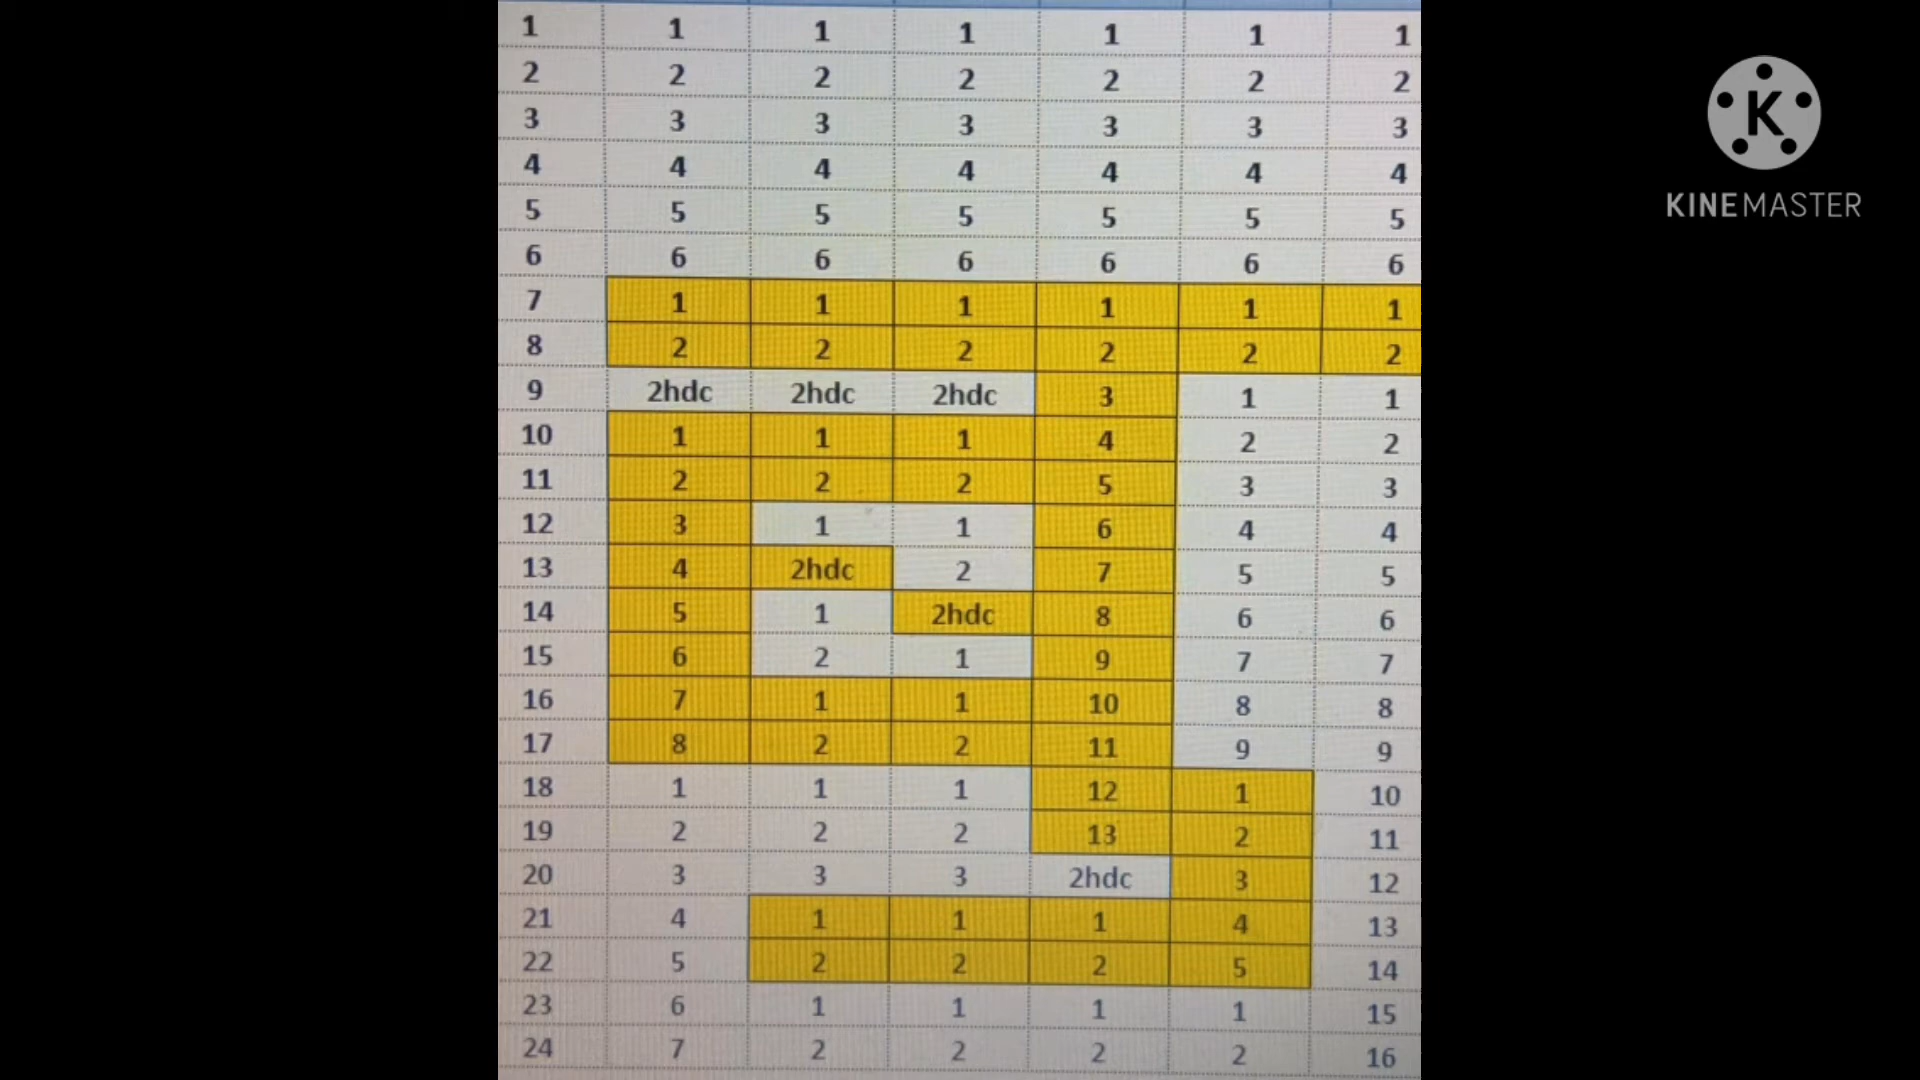 1 1 1 1 1 1 1
2 2 2 2 2 2 2
3 3 3 3 3 3 3
4 4 4 4 4 4 4
5 5 5 5 5 5 5
6 6 6 6 6 6 6
7 1 1 1 1 1 1
8 2 2 2 2 2 2
9 2hdc 2hdc 2hdc 3 1 1
10 1 1 1 4 2 2
11 2 2 2 5 3 3
12 3 1 1 6 4 4
13 4 2hdc 2 7 5 5
14 5 1 2hdc 8 6 6
15 6 2 1 9 7 7
16 7 1 1 10 8 8
17 8 2 2 11 9 9
18 1 1 1 12 1 10
19 2 2 2 13 2 11
20 3 3 3 2hdc 3 12
21 4 1 1 1 4 13
22 5 2 2 2 5 14
23 6 1 1 1 1 15
24 7 2 2 2 2 16
K
KINEMASTER